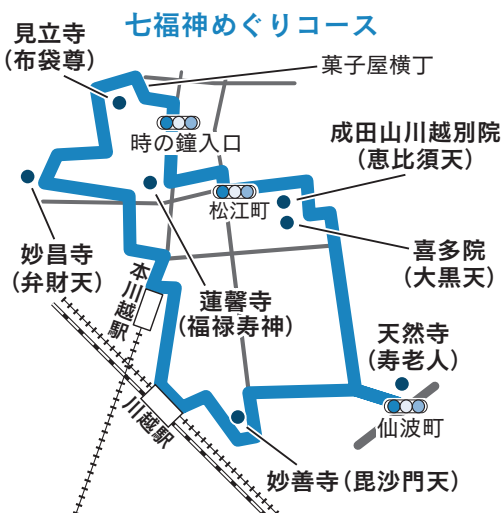 七福神めぐりコース
見立寺
(布袋尊)
菓子屋横丁
時の鐘入口
成田山川越別院
(恵比須天)
松江町
喜多院
(大黒天)
妙昌寺
(弁財天)
本川越駅
蓮馨寺
(福禄寿神)
天然寺
(寿老人)
川越駅
仙波町
妙善寺(毘沙門天)